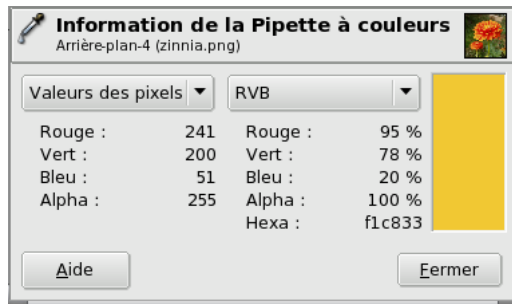 Information de la Pipette à couleurs
Arrière-plan-4 (zinnia.png)
Valeurs des pixels RVB
Rouge : 241 Rouge : 95 %
Vert : 200 Vert : 78 %
Bleu : 51 Bleu : 20 %
Alpha : 255 Alpha : 100 %
Hexa : f1c833
Aide Fermer